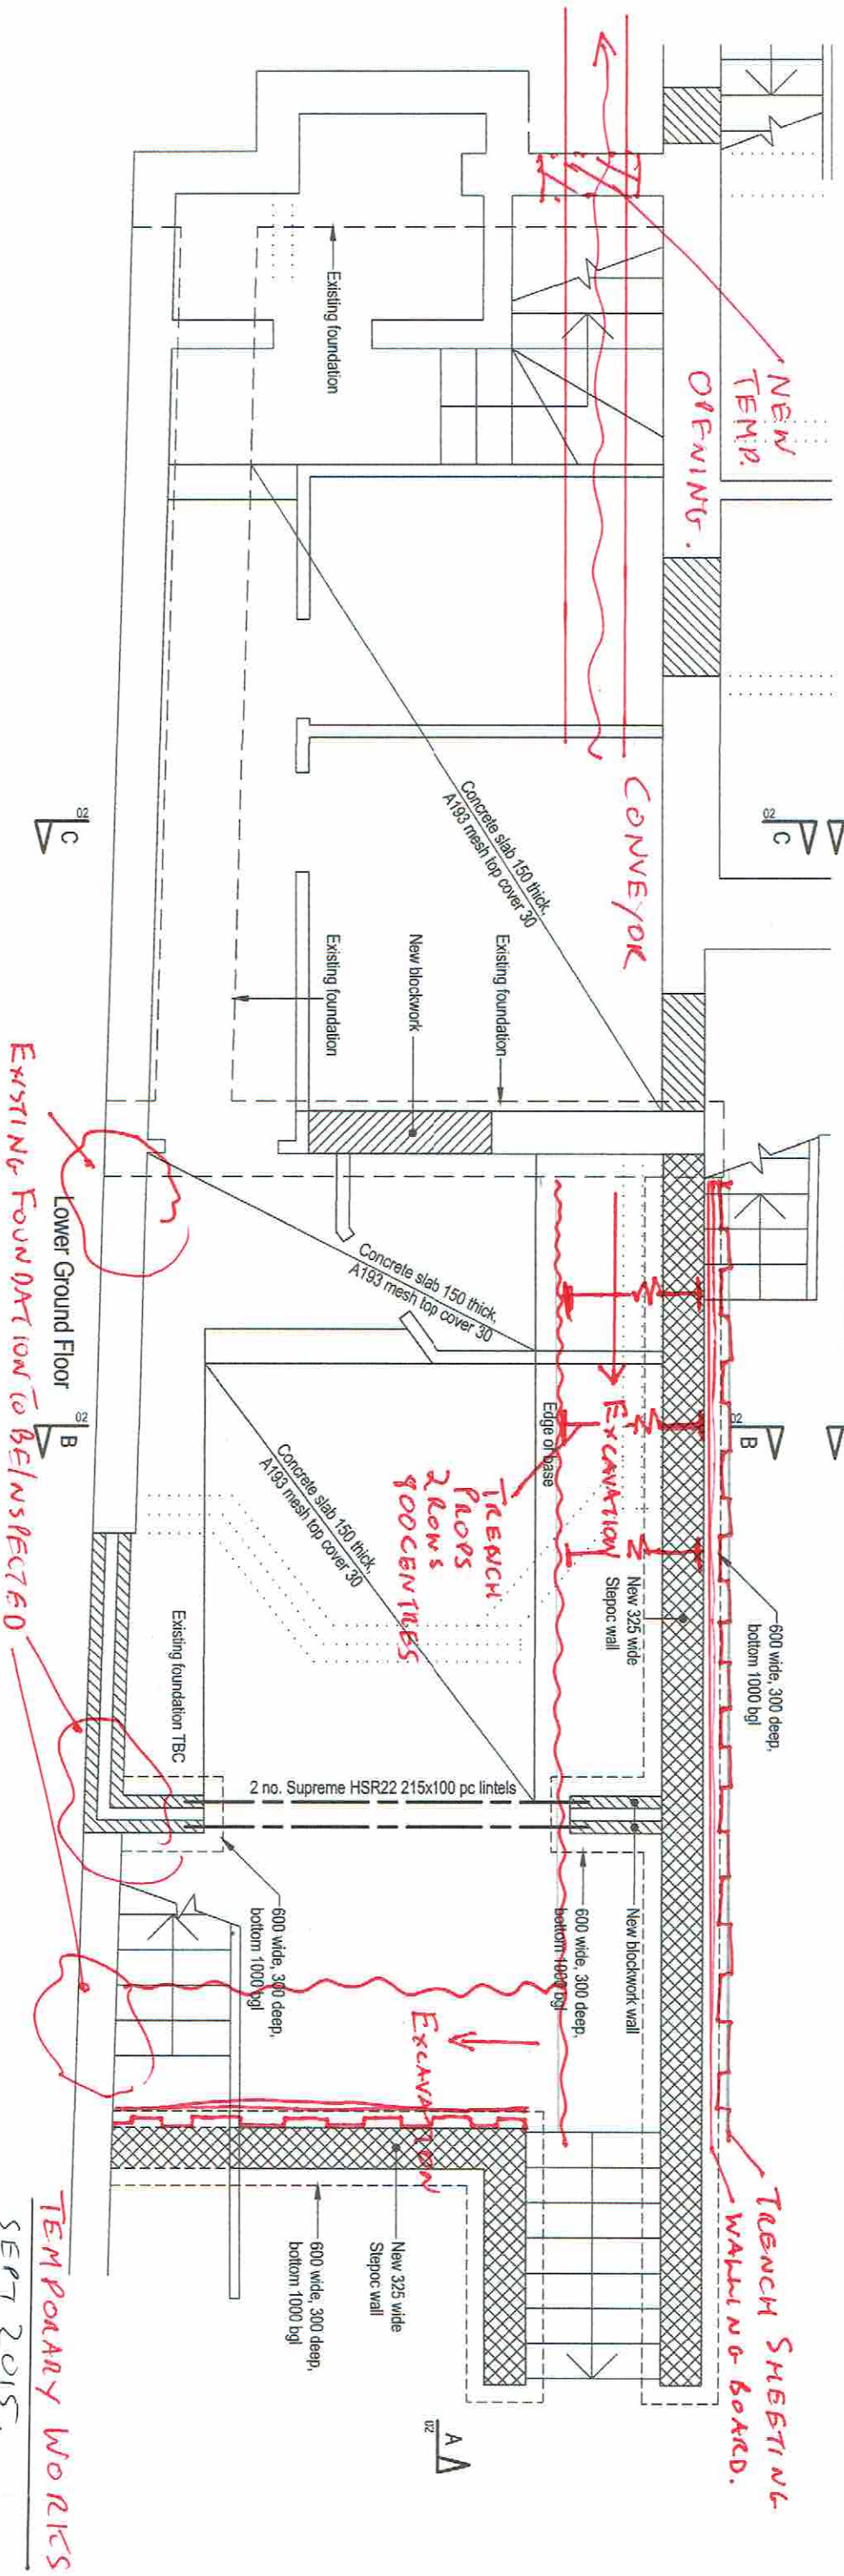 NEW
TEMP.
OPENING.
CONVEYOR
Existing foundation
Concrete slab 150 thick,
A193 mesh top cover 30
02
C
02
C
Existing foundation
New blockwork
Existing foundation
Concrete slab 150 thick,
A193 mesh top cover 30
Lower Ground Floor
02
B
02
B
EXCAVATION
Edge of base
TRENCH
PROPS
2 ROWS
900 CENTRES
Concrete slab 150 thick,
A193 mesh top cover 30
New 325 wide
Stepoc wall
600 wide, 300 deep,
bottom 1000 bgl
Existing foundation TBC
2 no. Supreme HSR22 215x100 pc lintels
New blockwork wall
600 wide, 300 deep,
bottom 1000 bgl
600 wide, 300 deep,
bottom 1000 bgl
EXISTING FOUNDATION TO BE INSPECTED
EXCAVATION
New 325 wide
Stepoc wall
600 wide, 300 deep,
bottom 1000 bgl
A
02
TRENCH SHEETING
WALLING BOARD.
TEMPORARY WORKS
SEPT 2015.